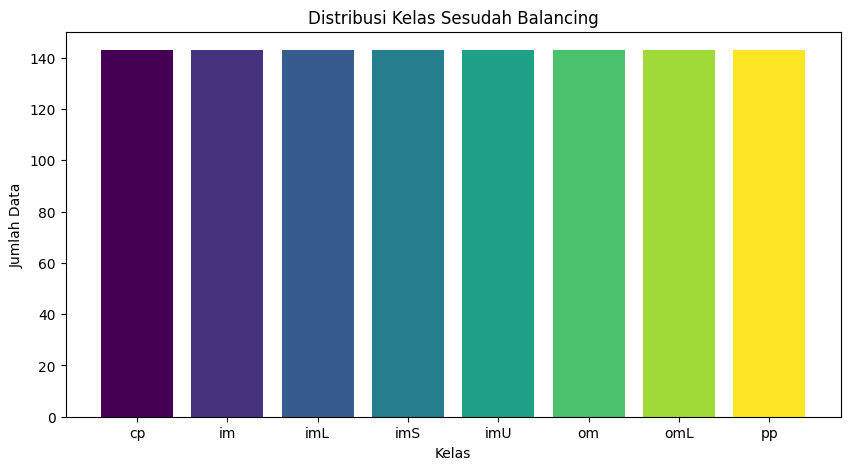 Distribusi Kelas Sesudah Balancing
Jumlah Data
140
120
100
80
60
40
20
0
cp im imL imS imU om omL pp
Kelas